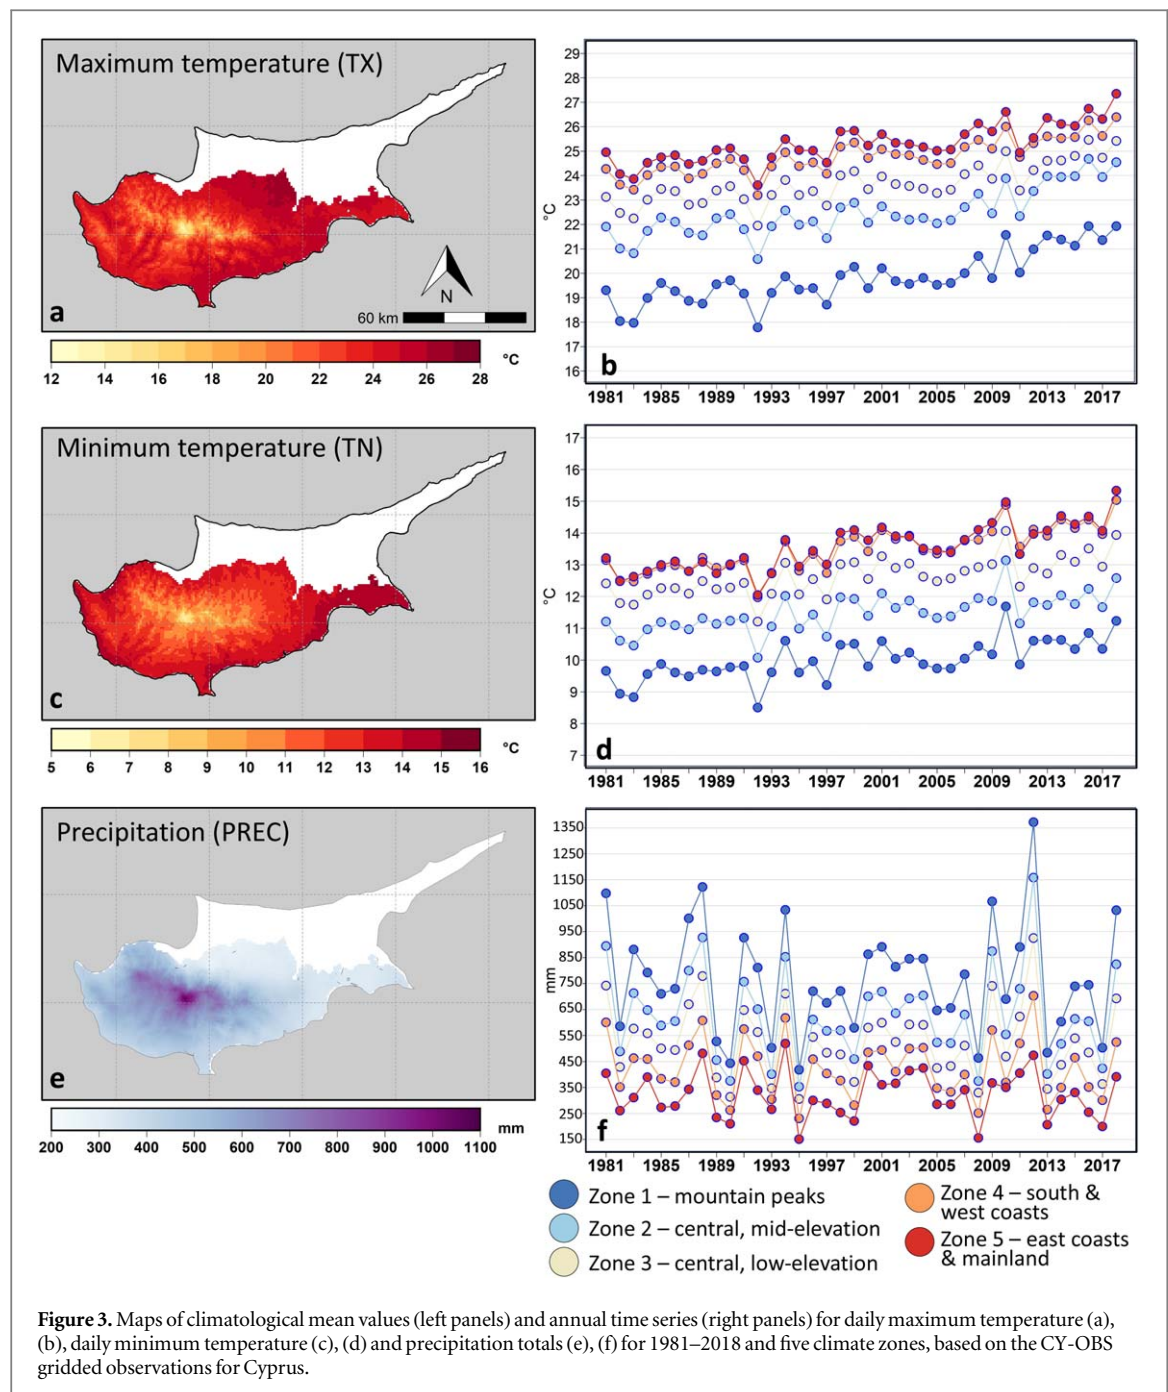 Maximum temperature (TX)
N
60 km
a
°C
12 14 16 18 20 22 24 26 28
29
28
27
26
25
24
23
22
21
20
19
18
17
16
°C
b
1981 1985 1989 1993 1997 2001 2005 2009 2013 2017
Minimum temperature (TN)
c
°C
5 6 7 8 9 10 11 12 13 14 15 16
17
16
15
14
13
12
11
10
9
8
7
°C
d
1981 1985 1989 1993 1997 2001 2005 2009 2013 2017
Precipitation (PREC)
e
mm
200 300 400 500 600 700 800 900 1000 1100
1350
1250
1150
1050
950
850
750
650
550
450
350
250
150
mm
f
1981 1985 1989 1993 1997 2001 2005 2009 2013 2017
Zone 1 – mountain peaks
Zone 2 – central, mid-elevation
Zone 3 – central, low-elevation
Zone 4 – south &
west coasts
Zone 5 – east coasts
& mainland
Figure 3. Maps of climatological mean values (left panels) and annual time series (right panels) for daily maximum temperature (a),
(b), daily minimum temperature (c), (d) and precipitation totals (e), (f) for 1981–2018 and five climate zones, based on the CY-OBS
gridded observations for Cyprus.